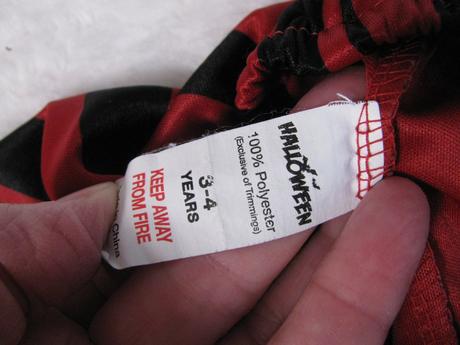 HALLOWEEN
100% Polyester
(Exclusive of Trimmings)
3-4
YEARS
KEEP AWAY
FROM FIRE
China